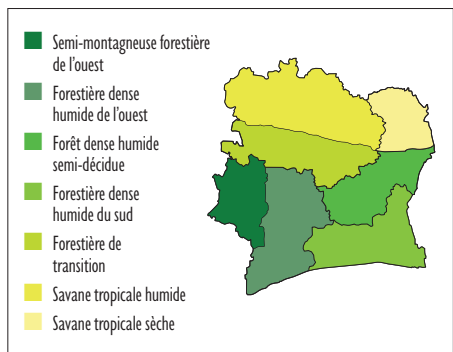 Semi-montagneuse forestière
de l'ouest
Forestière dense
humide de l'ouest
Forêt dense humide
semi-décidue
Forestière dense
humide du sud
Forestière de
transition
Savane tropicale humide
Savane tropicale sèche